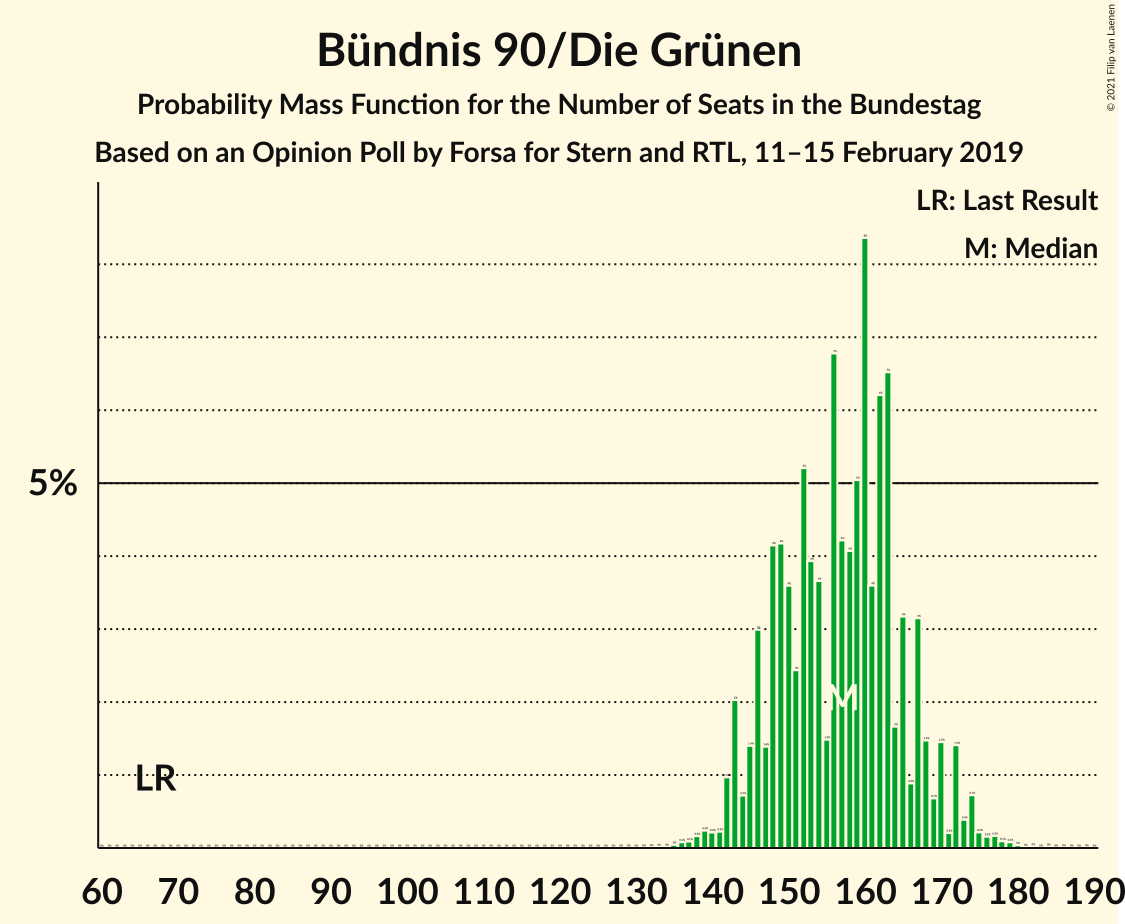 Bündnis 90/Die Grünen
Probability Mass Function for the Number of Seats in the Bundestag
Based on an Opinion Poll by Forsa for Stern and RTL, 11–15 February 2019
© 2021 Filip van Laenen
LR: Last Result
M: Median
5%
M
LR
60 70 80 90 100 110 120 130 140 150 160 170 180 190